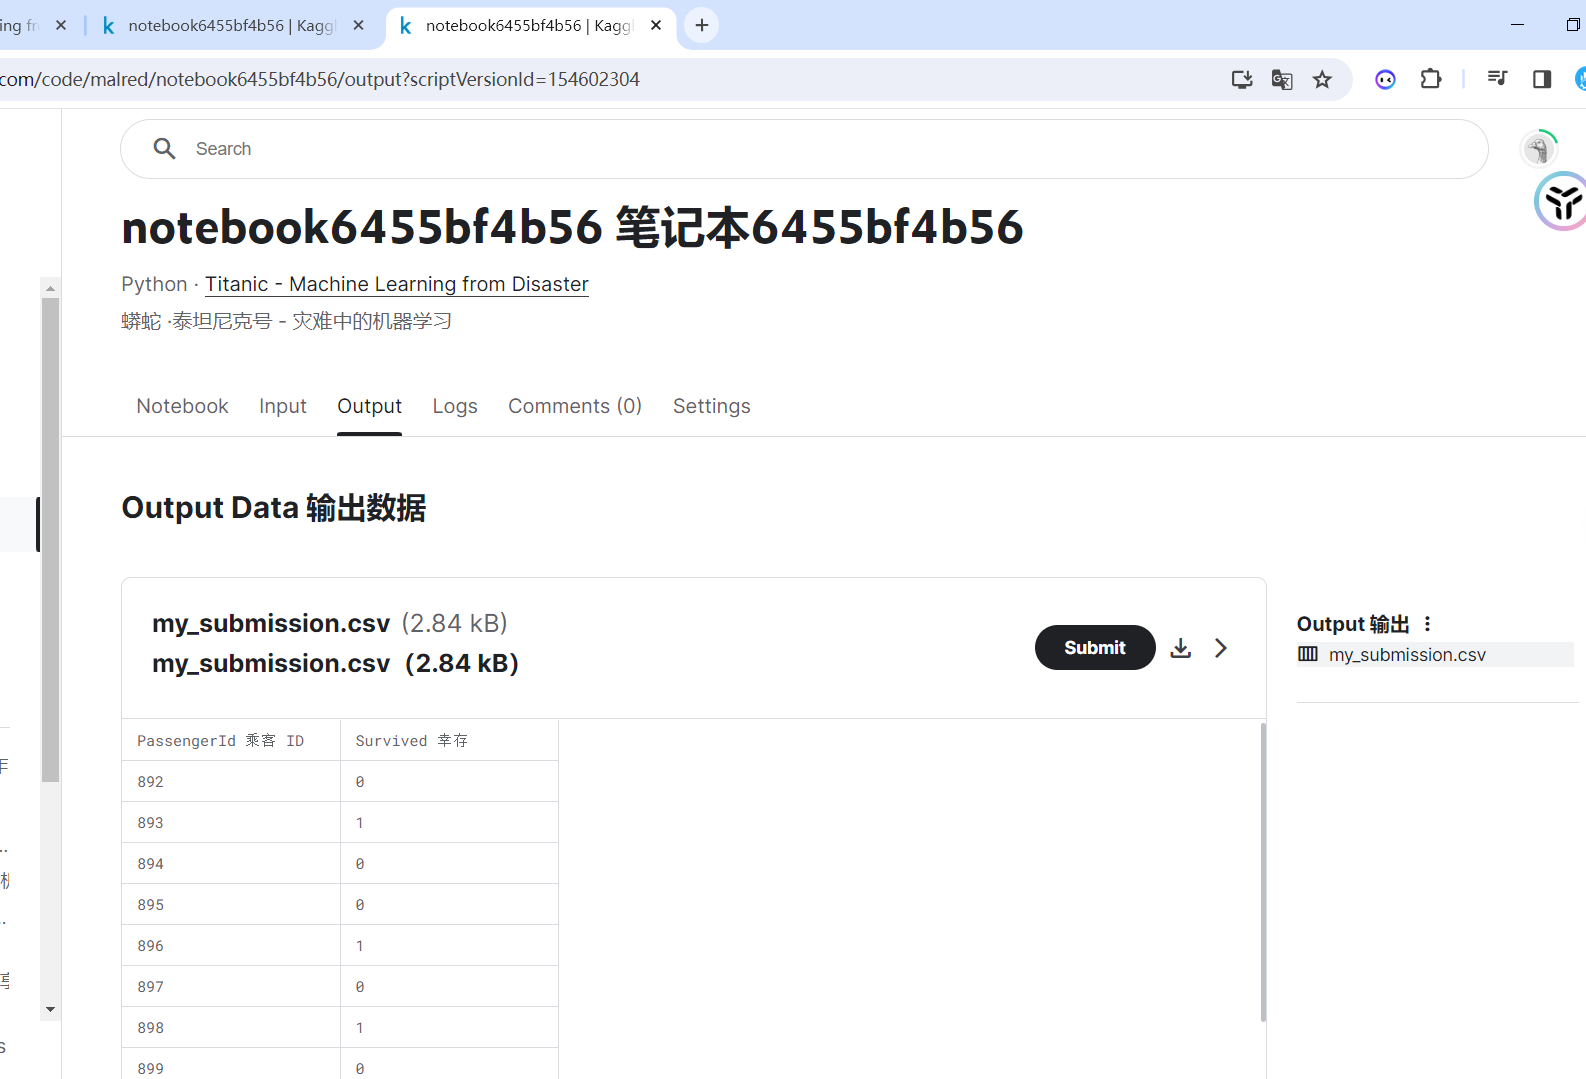 ing fr
notebook6455bf4b56 | Kaggl
notebook6455bf4b56 | Kaggl
com/code/malred/notebook6455bf4b56/output?scriptVersionId=154602304
Search
notebook6455bf4b56 笔记本6455bf4b56
Python · Titanic - Machine Learning from Disaster
蟒蛇 ·泰坦尼克号 - 灾难中的机器学习
Notebook Input Output Logs Comments (0) Settings
Output Data 输出数据
my_submission.csv (2.84 kB)
my_submission.csv（2.84 kB）
Submit
Output 输出
my_submission.csv
PassengerId 乘客 ID Survived 幸存
892 0
893 1
894 0
895 0
896 1
897 0
898 1
899 0